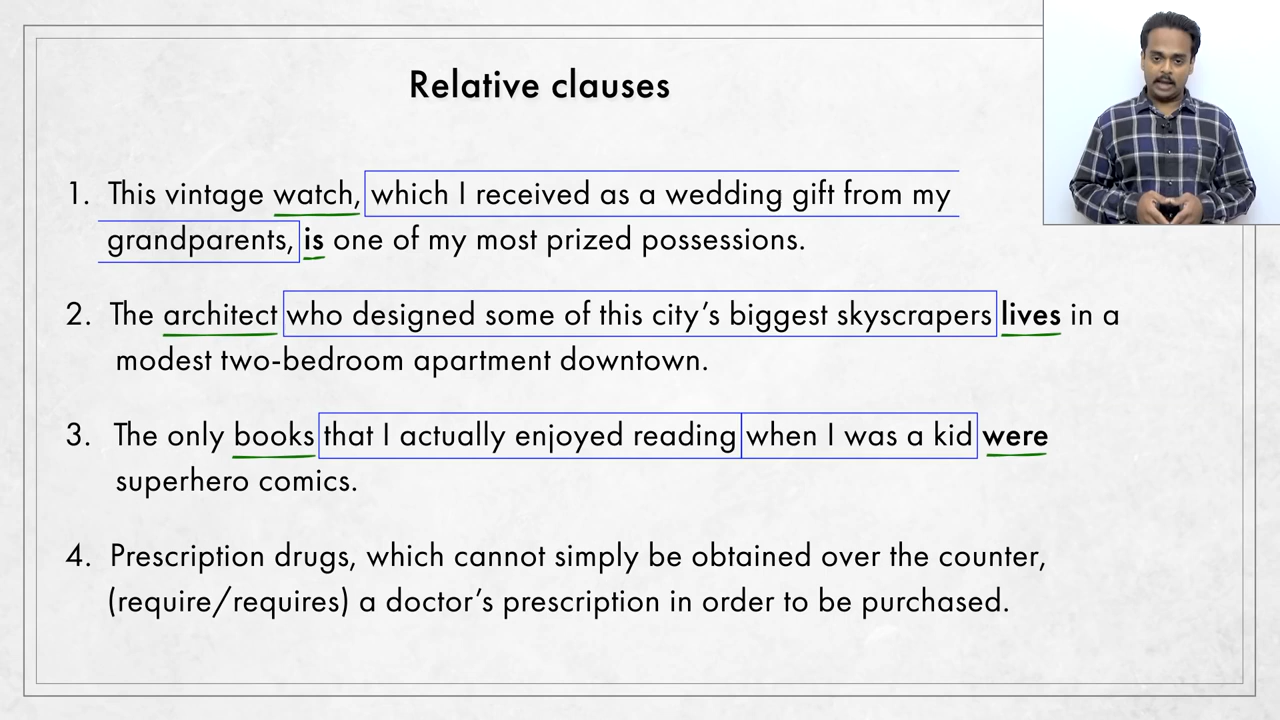 Relative clauses
1. This vintage watch, which I received as a wedding gift from my
grandparents, is one of my most prized possessions.
2. The architect who designed some of this city’s biggest skyscrapers lives in a
modest two-bedroom apartment downtown.
3. The only books that I actually enjoyed reading when I was a kid were
superhero comics.
4. Prescription drugs, which cannot simply be obtained over the counter,
(require/requires) a doctor’s prescription in order to be purchased.